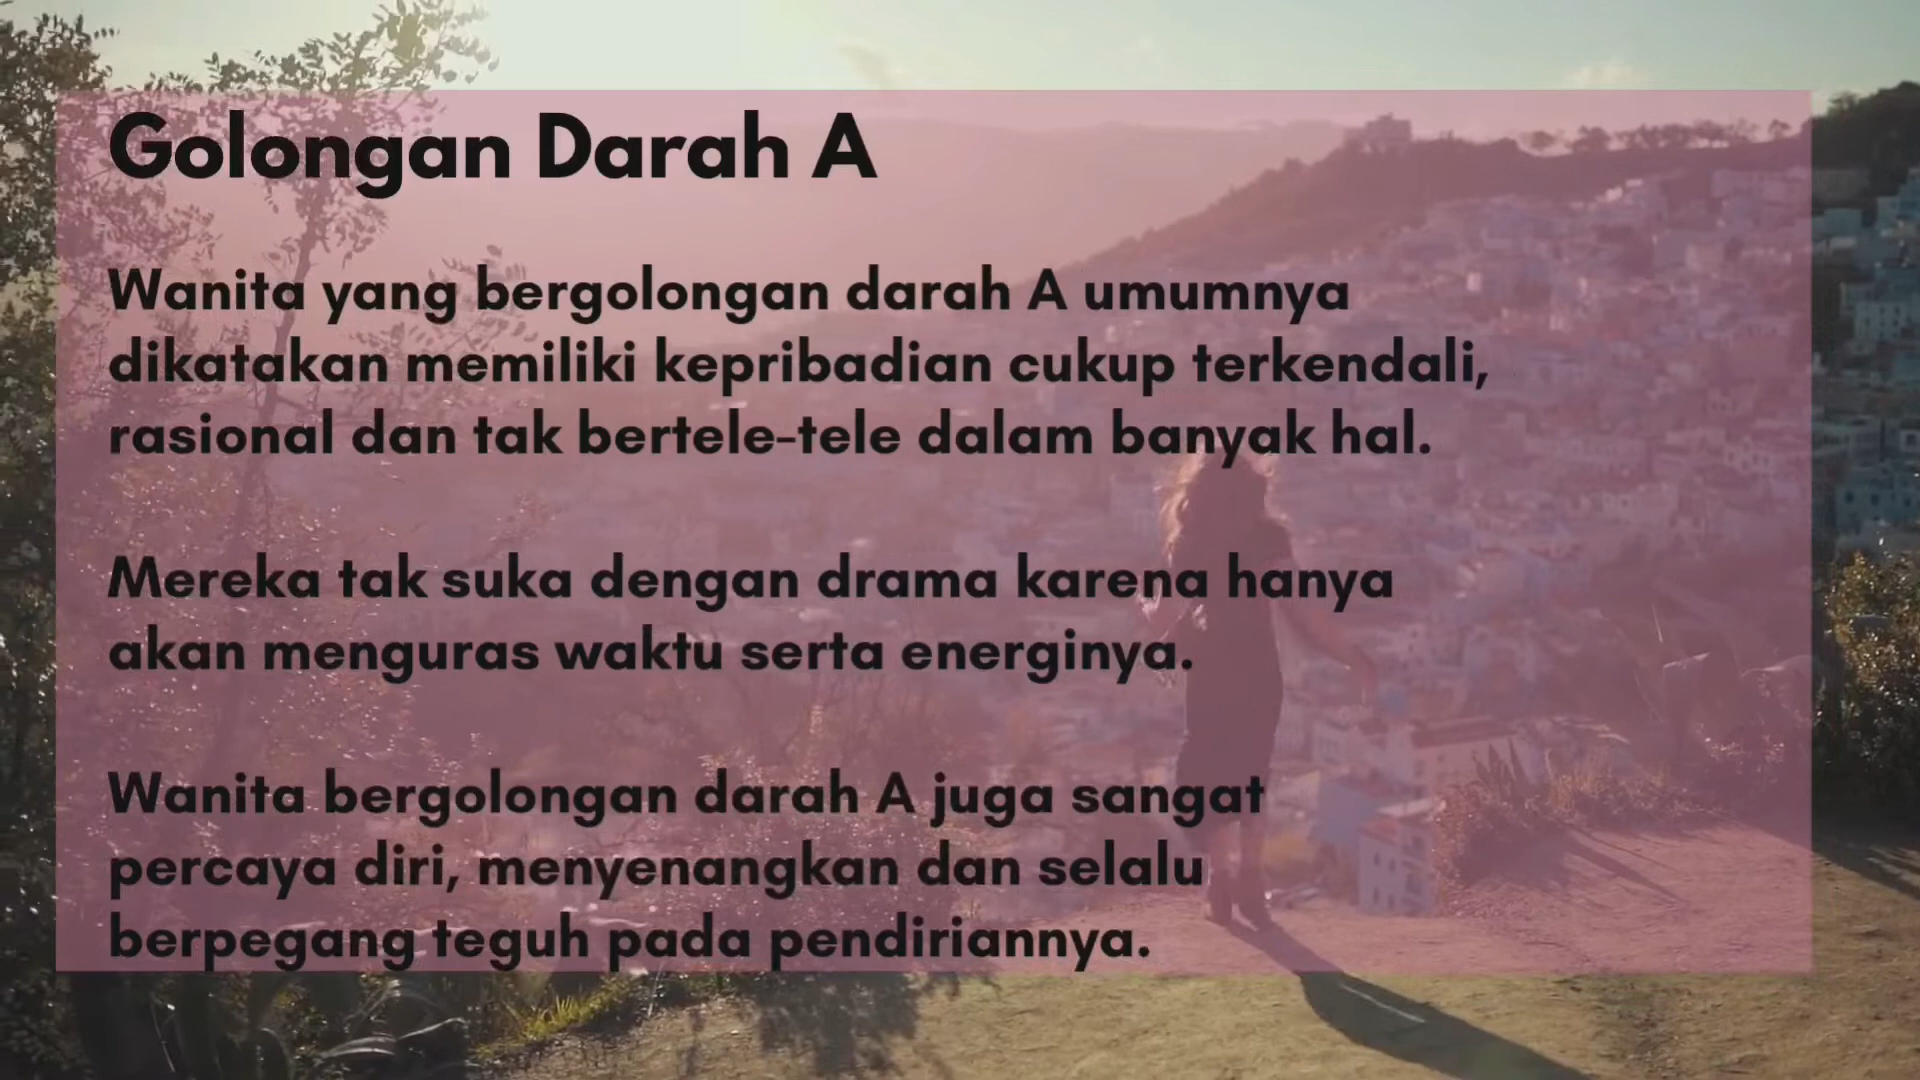 Golongan Darah A
Wanita yang bergolongan darah A umumnya
dikatakan memiliki kepribadian cukup terkendali,
rasional dan tak bertele-tele dalam banyak hal.
Mereka tak suka dengan drama karena hanya
akan menguras waktu serta energinya.
Wanita bergolongan darah A juga sangat
percaya diri, menyenangkan dan selalu
berpegang teguh pada pendiriannya.